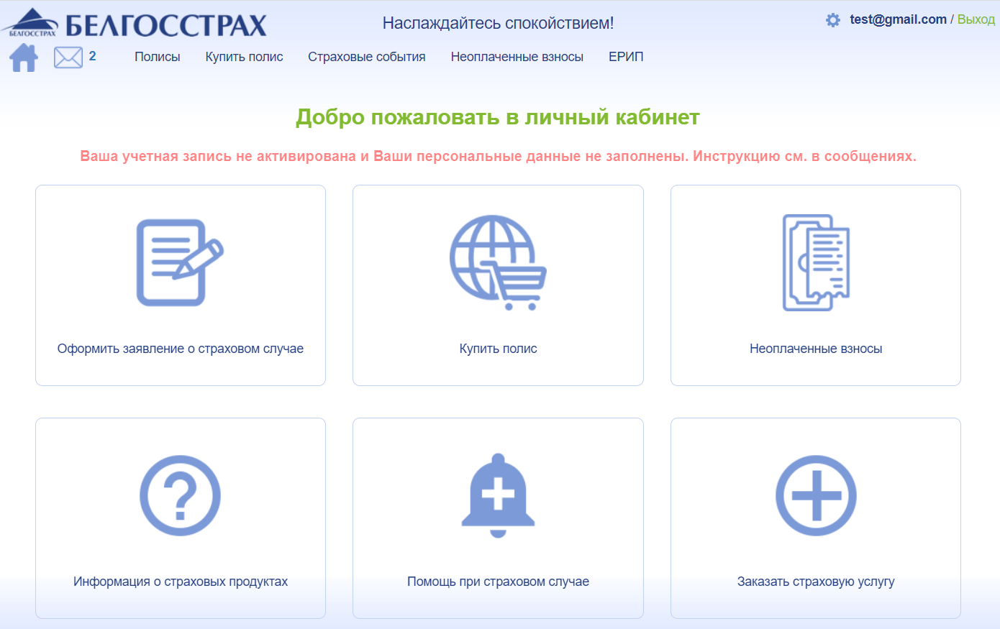 БЕЛГОССТРАХ
БЕЛГОССТРАХ
Наслаждайтесь спокойствием!
test@gmail.com / Выход
2
Полисы
Купить полис
Страховые события
Неоплаченные взносы
ЕРИП
Добро пожаловать в личный кабинет
Ваша учетная запись не активирована и Ваши персональные данные не заполнены. Инструкцию см. в сообщениях.
Оформить заявление о страховом случае
Купить полис
Неоплаченные взносы
Информация о страховых продуктах
Помощь при страховом случае
Заказать страховую услугу